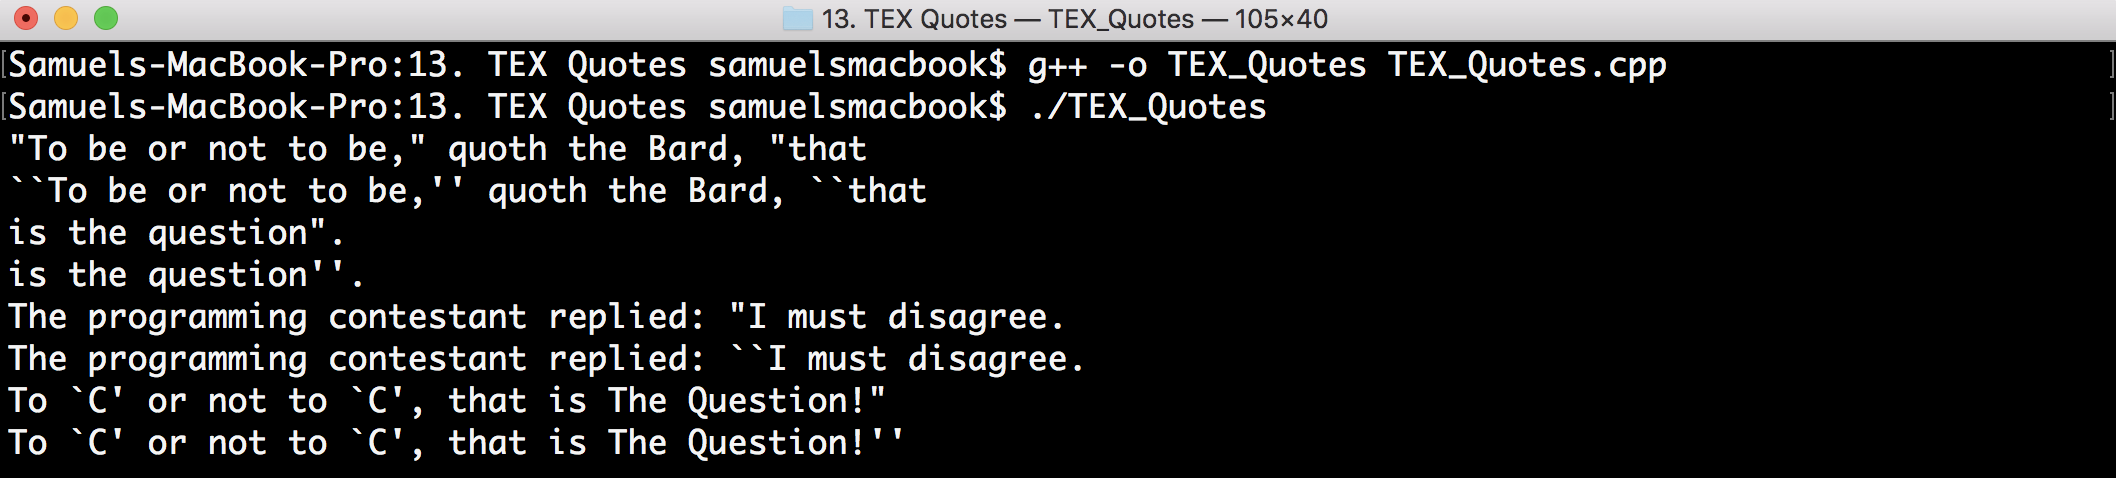 13. TEX Quotes — TEX_Quotes — 105×40
[Samuels-MacBook-Pro:13. TEX Quotes samuelsmacbook$ g++ -o TEX_Quotes TEX_Quotes.cpp ]
[Samuels-MacBook-Pro:13. TEX Quotes samuelsmacbook$ ./TEX_Quotes ]
"To be or not to be," quoth the Bard, "that
``To be or not to be,'' quoth the Bard, ``that
is the question".
is the question''.
The programming contestant replied: "I must disagree.
The programming contestant replied: ``I must disagree.
To `C' or not to `C', that is The Question!"
To `C' or not to `C', that is The Question!''